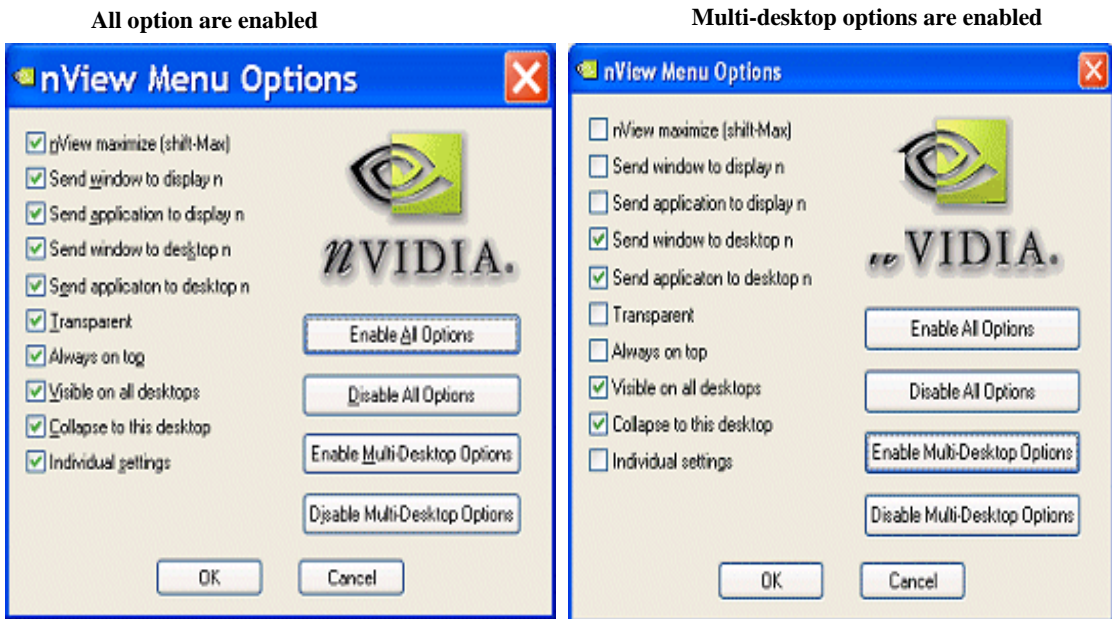 All option are enabled
nView Menu Options
nView maximize (shift-Max)
Send window to display n
Send application to display n
Send window to desktop n
Send applicaton to desktop n
Transparent
Always on top
Visible on all desktops
Collapse to this desktop
Individual settings
nVIDIA.
Enable All Options
Disable All Options
Enable Multi-Desktop Options
Disable Multi-Desktop Options
OK
Cancel
Multi-desktop options are enabled
nView Menu Options
nView maximize (shift-Max)
Send window to display n
Send application to display n
Send window to desktop n
Send applicaton to desktop n
Transparent
Always on top
Visible on all desktops
Collapse to this desktop
Individual settings
nVIDIA.
Enable All Options
Disable All Options
Enable Multi-Desktop Options
Disable Multi-Desktop Options
OK
Cancel